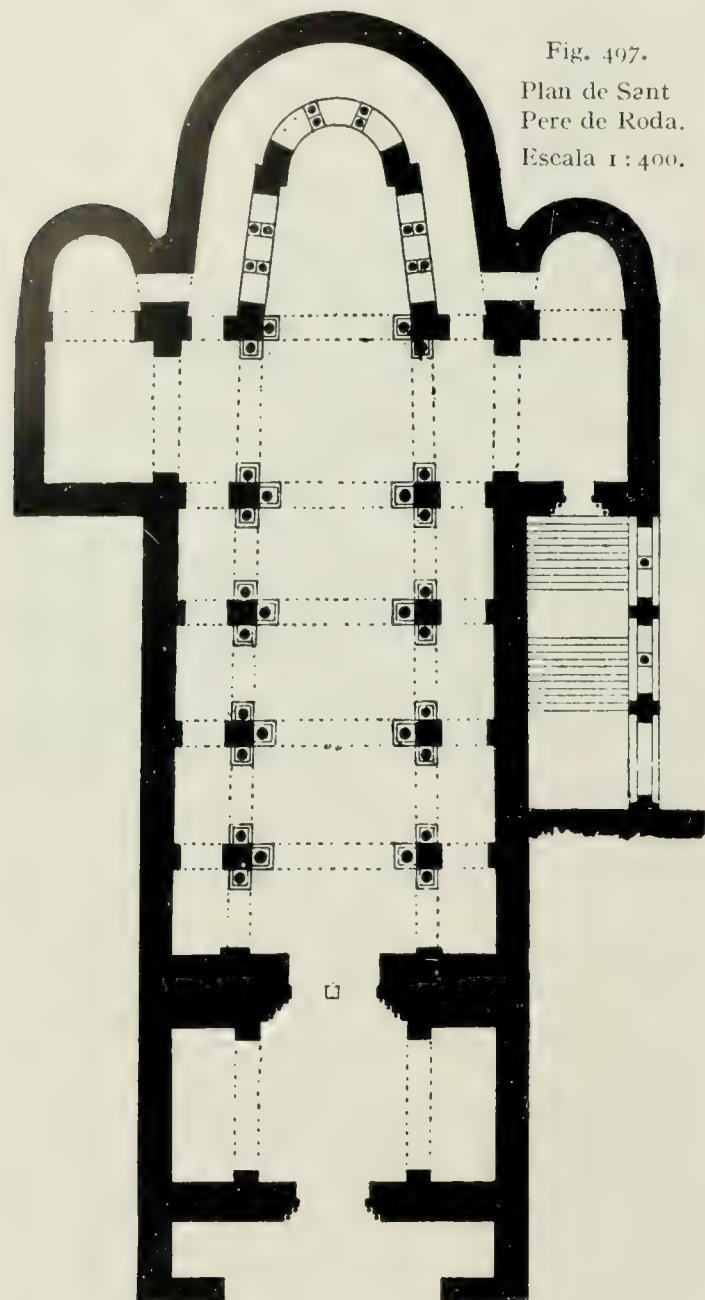 Fig. 497.
Plan de Sant
Pere de Roda.
Escala 1 : 400.